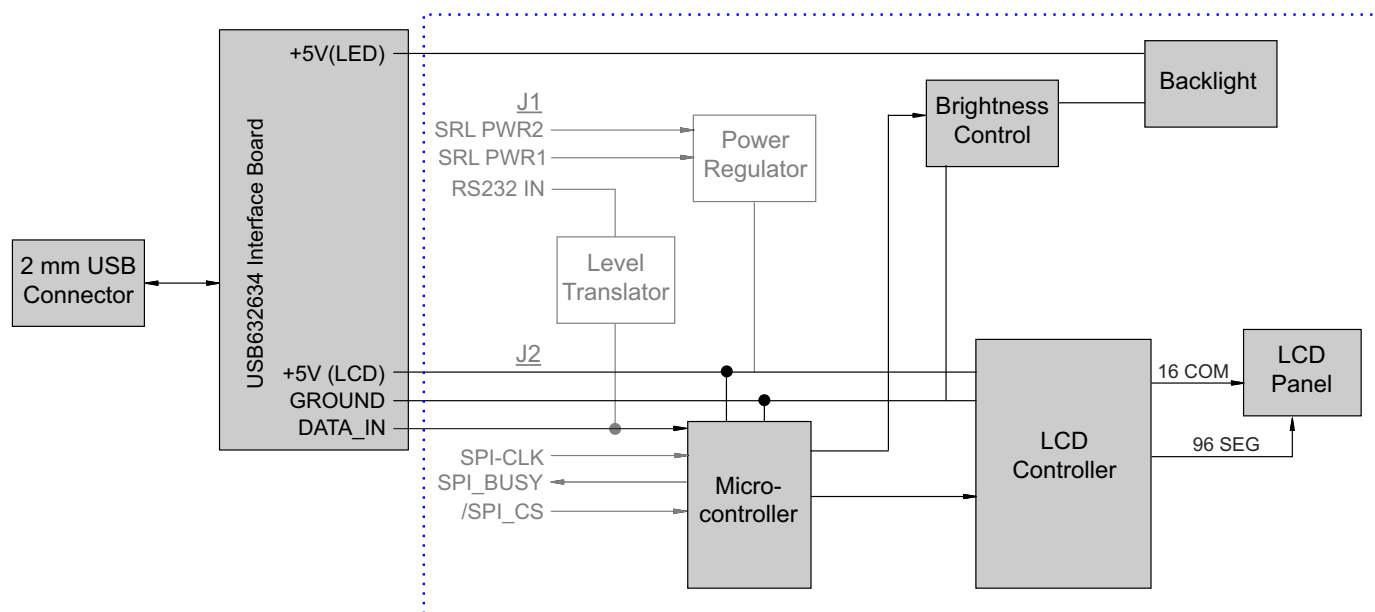 +5V(LED)
USB632634 Interface Board
+5V (LCD)
GROUND
DATA_IN
2 mm USB
Connector
J1
SRL PWR2
SRL PWR1
RS232 IN
Power
Regulator
Level
Translator
Brightness
Control
Backlight
J2
SPI-CLK
SPI_BUSY
/SPI_CS
Micro-
controller
LCD
Controller
16 COM
96 SEG
LCD
Panel